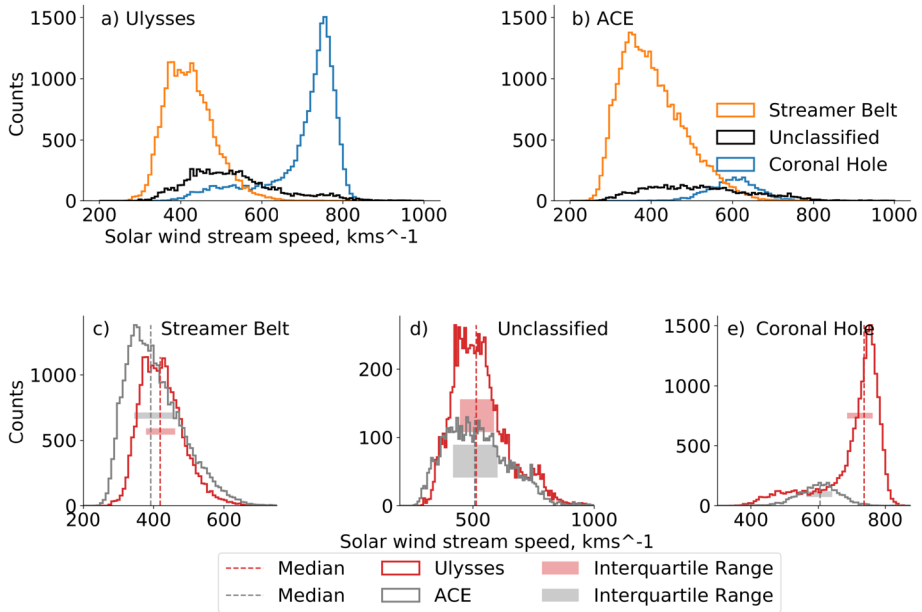 a) Ulysses
b) ACE
1500
1000
500
0
Counts
200 400 600 800 1000
Solar wind stream speed, kms^-1
1500
1000
500
0
200 400 600 800 1000
Streamer Belt
Unclassified
Coronal Hole
c) Streamer Belt
1000
500
0
Counts
200 400 600
d) Unclassified
200
100
0
500 1000
Solar wind stream speed, kms^-1
e) Coronal Hole
1500
1000
500
0
400 600 800
Median Ulysses Interquartile Range
Median ACE Interquartile Range